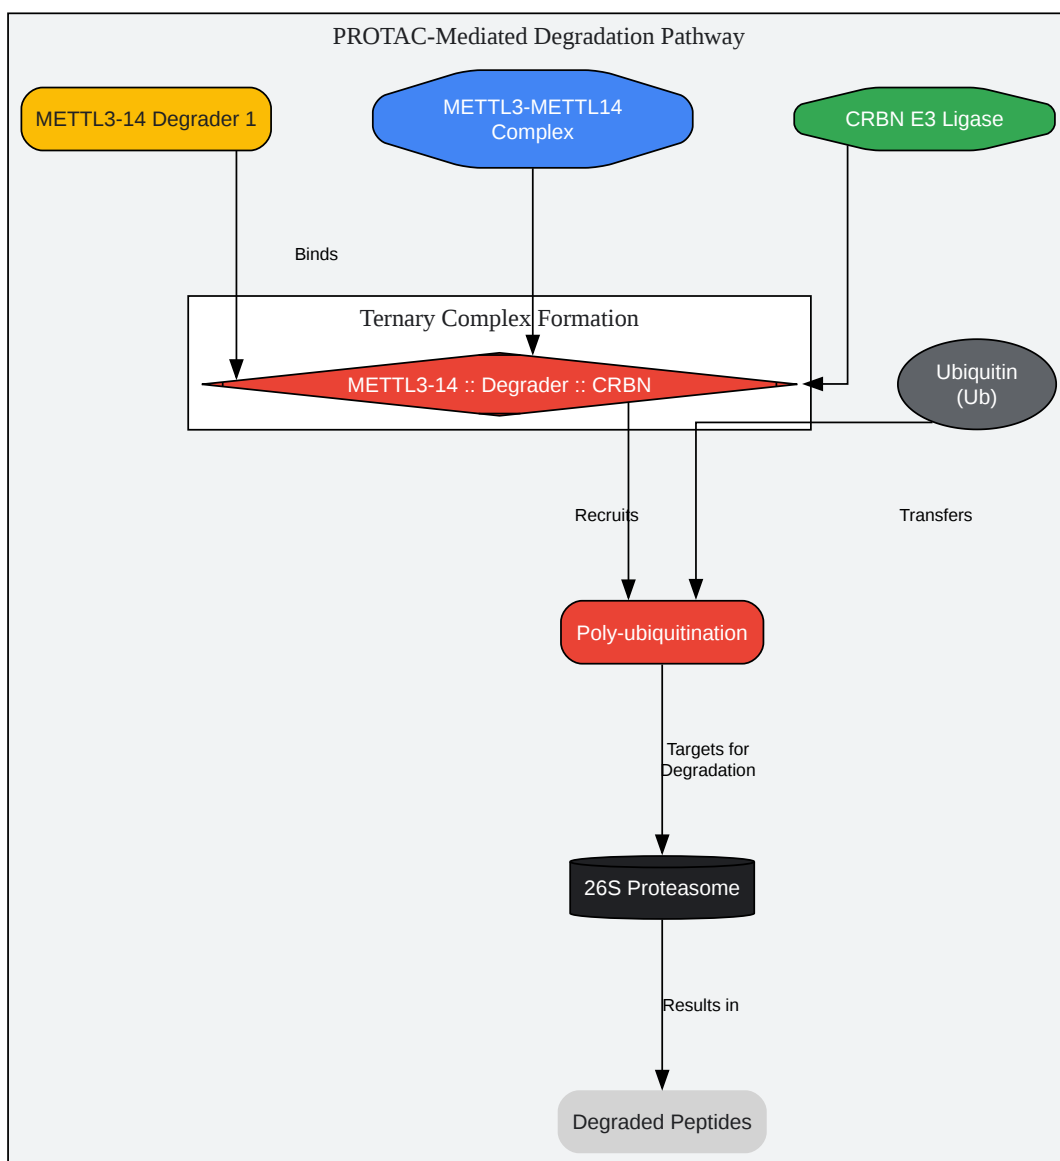 PROTAC-Mediated Degradation Pathway
METTL3-14 Degrader 1
METTL3-METTL14
Complex
CRBN E3 Ligase
Binds
Ternary Complex Formation
METTL3-14 :: Degrader :: CRBN
Ubiquitin
(Ub)
Recruits
Transfers
Poly-ubiquitination
Targets for
Degradation
26S Proteasome
Results in
Degraded Peptides